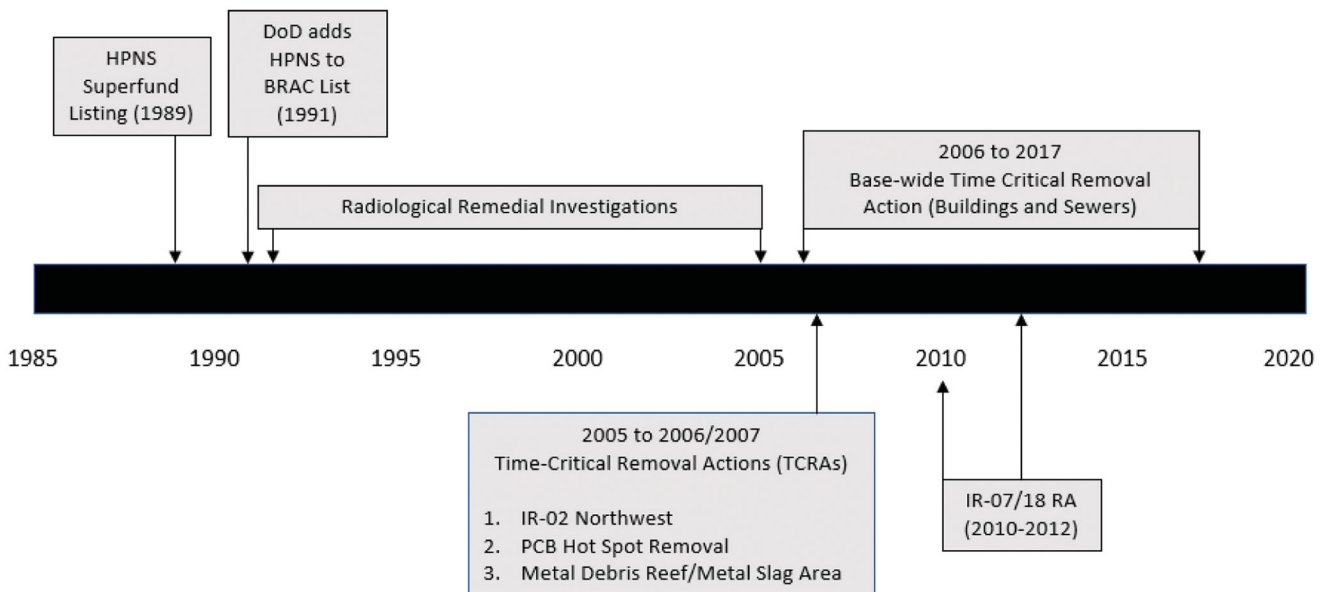 HPNS
Superfund
Listing (1989)
DoD adds
HPNS to
BRAC List
(1991)
Radiological Remedial Investigations
2006 to 2017
Base-wide Time Critical Removal
Action (Buildings and Sewers)
1985 1990 1995 2000 2005 2010 2015 2020
2005 to 2006/2007
Time-Critical Removal Actions (TCRAs)
1. IR-02 Northwest
2. PCB Hot Spot Removal
3. Metal Debris Reef/Metal Slag Area
IR-07/18 RA
(2010-2012)